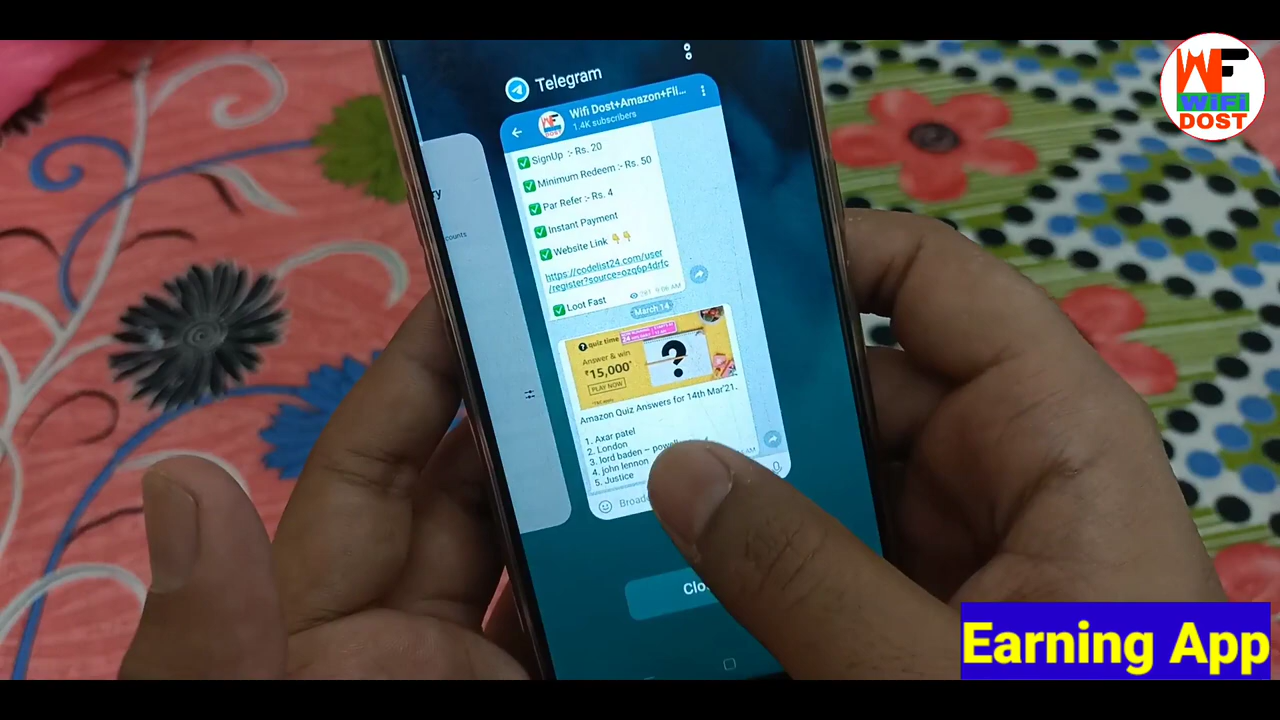 WF
WiFi
DOST
Telegram
Wifi Dost+Amazon+Fli...
1.4K subscribers
✅ SignUp :- Rs. 20
✅ Minimum Redeem :- Rs. 50
✅ Par Refer :- Rs. 4
✅ Instant Payment
✅ Website Link 👇👇
https://codelist24.com/user
/register?source=ozq6p4drfc
✅ Loot Fast
9:06 AM
March 14
quiz time
Answer & win
₹15,000*
PLAY NOW
Amazon Quiz Answers for 14th Mar'21.
1. Axar patel
2. London
3. lord baden – powell
4. john lennon
5. Justice
Earning App